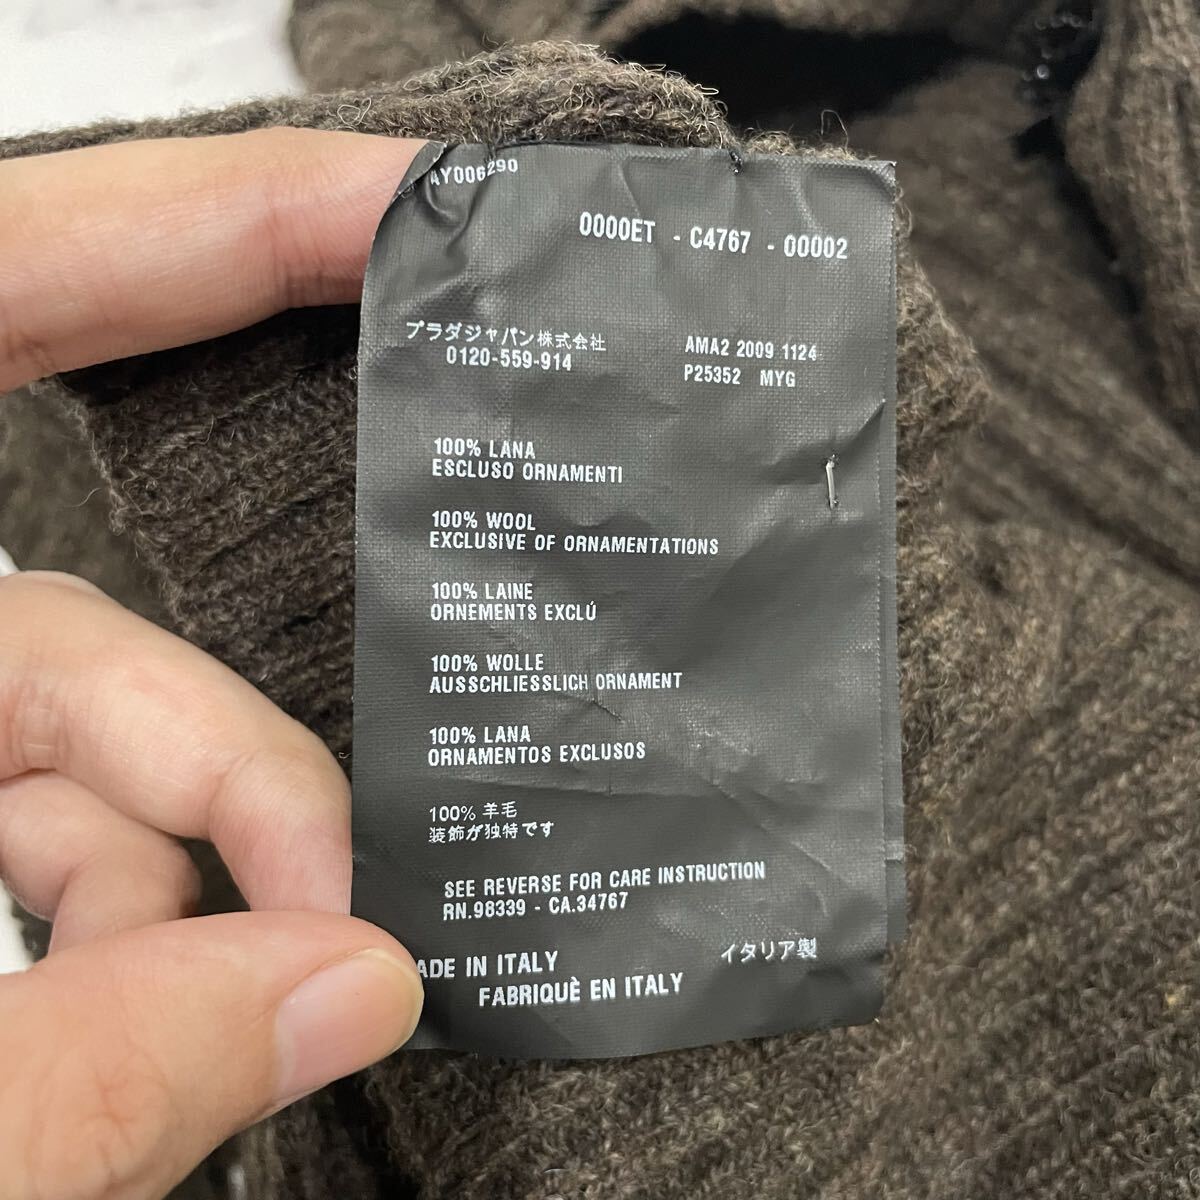 AY006290
0000ET - C4767 - 00002
プラダジャパン株式会社
0120-559-914
AMA2 2009 1124
P25352 MYG
100% LANA
ESCLUSO ORNAMENTI
100% WOOL
EXCLUSIVE OF ORNAMENTATIONS
100% LAINE
ORNEMENTS EXCLÚ
100% WOLLE
AUSSCHLIESSLICH ORNAMENT
100% LANA
ORNAMENTOS EXCLUSOS
100% 羊毛
装飾が独特です
SEE REVERSE FOR CARE INSTRUCTION
RN.98339 - CA.34767
ADE IN ITALY
イタリア製
FABRIQUÈ EN ITALY